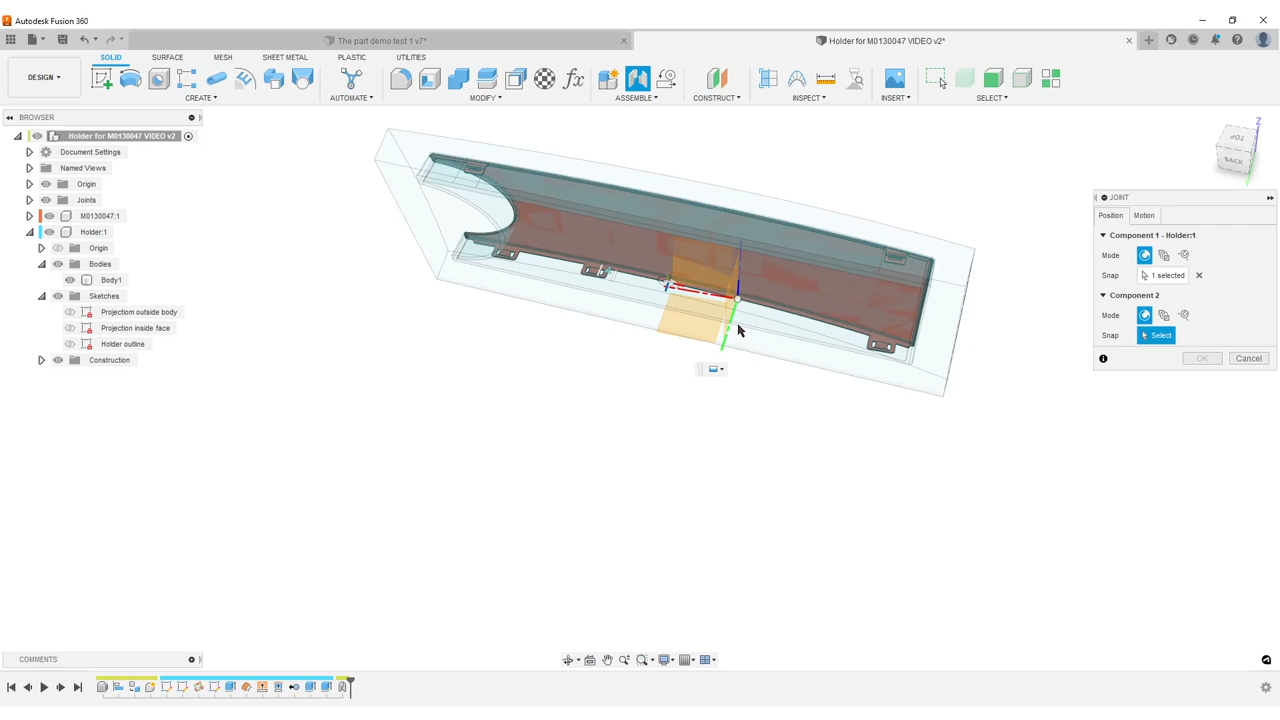 Autodesk Fusion 360
The part demo test 1 v7*
Holder for M0130047 VIDEO v2*
SOLID SURFACE MESH SHEET METAL PLASTIC UTILITIES
DESIGN
CREATE AUTOMATE MODIFY ASSEMBLE CONSTRUCT INSPECT INSERT SELECT
BROWSER
Holder for M0130047 VIDEO v2
Document Settings
Named Views
Origin
Joints
M0130047:1
Holder:1
Origin
Bodies
Body1
Sketches
Projectiom outside body
Projection inside face
Holder outline
Construction
Z
TOP
BACK
JOINT
Position Motion
Component 1 - Holder:1
Mode
Snap 1 selected
Component 2
Mode
Snap Select
OK Cancel
COMMENTS